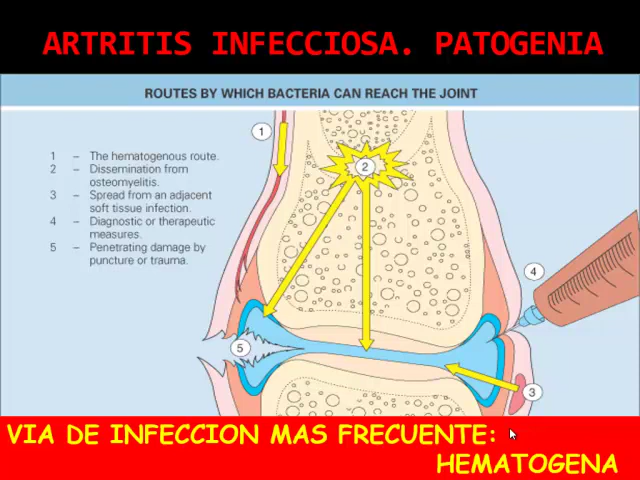 ARTRITIS INFECCIOSA. PATOGENIA
ROUTES BY WHICH BACTERIA CAN REACH THE JOINT
1 – The hematogenous route.
2 – Dissemination from
osteomyelitis.
3 – Spread from an adjacent
soft tissue infection.
4 – Diagnostic or therapeutic
measures.
5 – Penetrating damage by
puncture or trauma.
1
2
4
5
3
VIA DE INFECCION MAS FRECUENTE:
HEMATOGENA